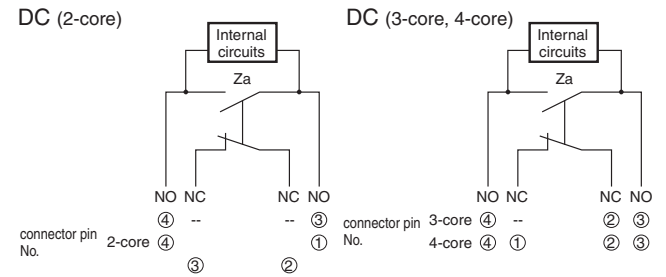 DC (2-core)
DC (3-core, 4-core)
Internal
circuits
Internal
circuits
Za
Za
NO NC NC NO
NO NC NC NO
④ -- -- ③
connector pin
No.
2-core ④ ①
③ ②
connector pin
No.
3-core ④ -- ② ③
4-core ④ ① ② ③